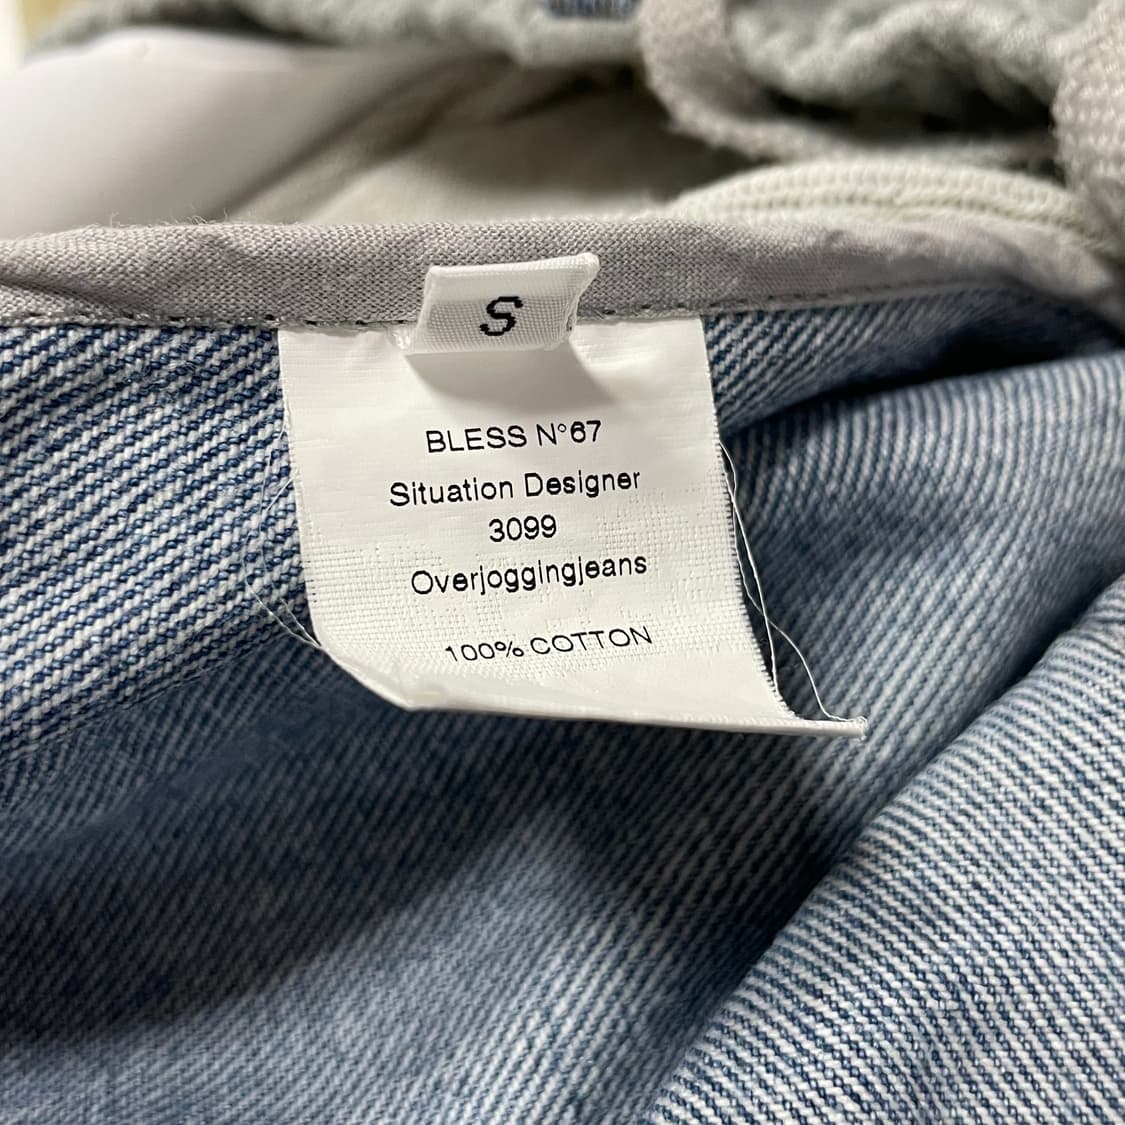 S
BLESS N°67
Situation Designer
3099
Overjoggingjeans
100% COTTON